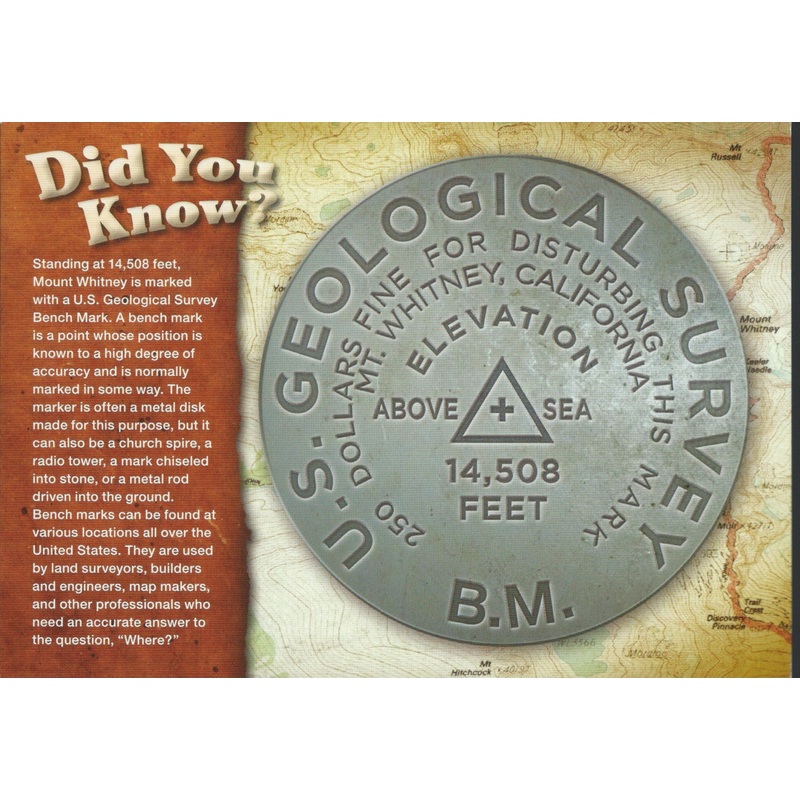 Did You
Know?
Standing at 14,508 feet,
Mount Whitney is marked
with a U.S. Geological Survey
Bench Mark. A bench mark
is a point whose position is
known to a high degree of
accuracy and is normally
marked in some way. The
marker is often a metal disk
made for this purpose, but it
can also be a church spire, a
radio tower, a mark chiseled
into stone, or a metal rod
driven into the ground.
Bench marks can be found at
various locations all over the
United States. They are used
by land surveyors, builders
and engineers, map makers,
and other professionals who
need an accurate answer to
the question, “Where?”
U.S. GEOLOGICAL SURVEY
250 DOLLARS FINE FOR DISTURBING THIS MARK
MT. WHITNEY, CALIFORNIA
ELEVATION
ABOVE SEA
14,508
FEET
B.M.
Mt
Russell
Mount
Whitney
Keeler
Needle
Trail
Crest
Discovery
Pinnacle
Mt
Hitchcock